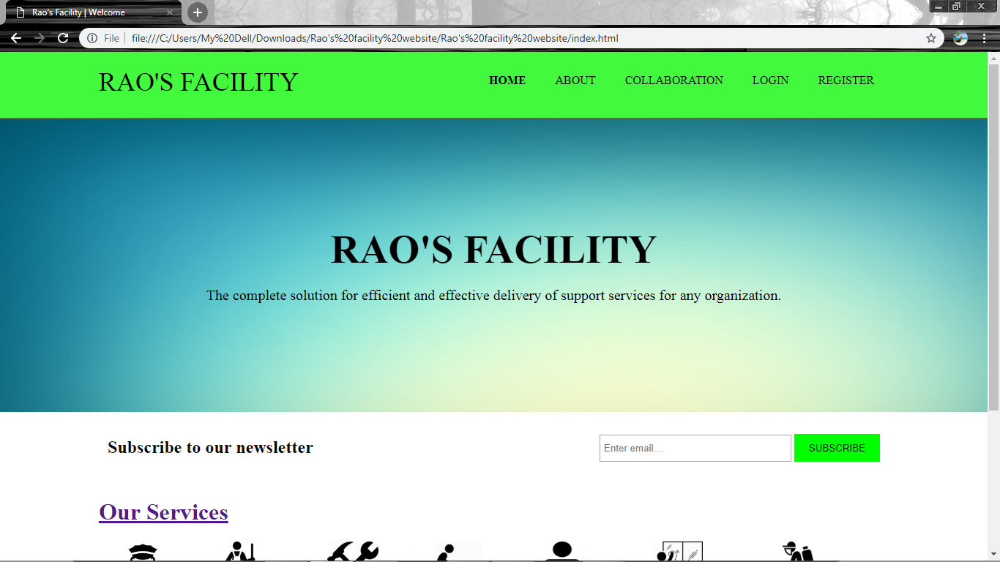 Rao's Facility | Welcome
File file:///C:/Users/My%20Dell/Downloads/Rao's%20facility%20website/Rao's%20facility%20website/index.html
RAO'S FACILITY
HOME ABOUT COLLABORATION LOGIN REGISTER
RAO'S FACILITY
The complete solution for efficient and effective delivery of support services for any organization.
Subscribe to our newsletter
Enter email.... SUBSCRIBE
Our Services